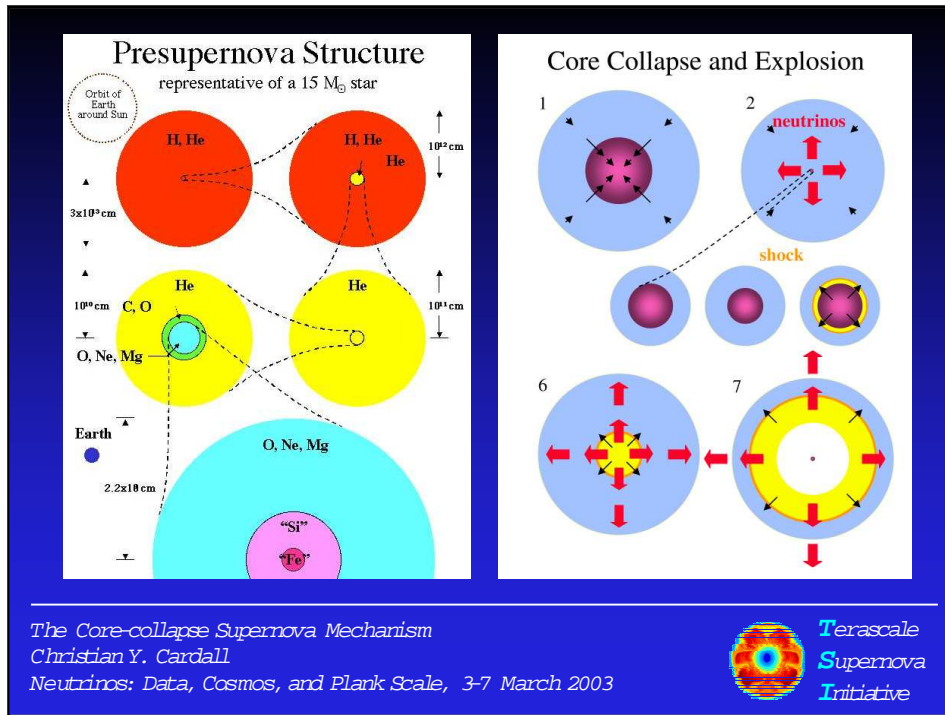 Presupernova Structure
representative of a 15 M☉ star
Orbit of
Earth
around Sun
H, He
H, He
He
10¹² cm
3x10¹³ cm
He
He
C, O
10¹⁰ cm
10¹¹ cm
O, Ne, Mg
Earth
O, Ne, Mg
2.2x10⁸ cm
“Si”
“Fe”
Core Collapse and Explosion
1
2
neutrinos
shock
6
7
The Core-collapse Supernova Mechanism
Christian Y. Cardall
Neutrinos: Data, Cosmos, and Plank Scale, 3-7 March 2003
Terascale
Supernova
Initiative